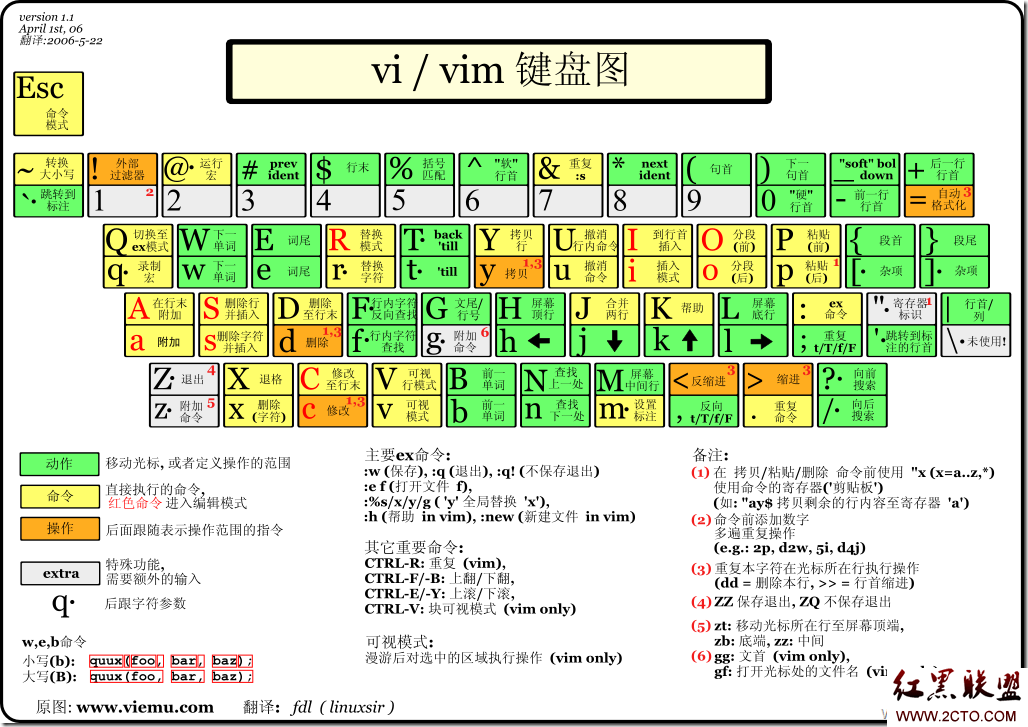 version 1.1
April 1st, 06
翻译:2006-5-22
vi / vim 键盘图
Esc
命令
模式
~ 转换
大小写
`· 跳转到
标注
! 外部
过滤器
1 2
@· 运行
宏
2
# prev
ident
3
$ 行末
4
% 括号
匹配
5
^ "软"
行首
6
& 重复
:s
7
* next
ident
8
( 句首
9
) 下一
句首
0 "硬"
行首
_ "soft" bol
down
- 前一行
行首
+ 后一行
行首
= 自动 3
格式化
Q 切换至
ex模式
q· 录制
宏
W 下一
单词
w 下一
单词
E 词尾
e 词尾
R 替换
模式
r· 替换
字符
T· back
'till
t· 'till
Y 拷贝
行
y 拷贝 1,3
U 撤消
行内命令
u 撤消
命令
I 到行首
插入
i 插入
模式
O 分段
(前)
o 分段
(后)
P 粘贴
(前)
p 粘贴 1
(后)
{ 段首
[· 杂项
} 段尾
]· 杂项
A 在行末
附加
a 附加
S 删除行
并插入
s 删除字符
并插入
D 删除
至行末
d 删除 1,3
F· 行内字符
反向查找
f· 行内字符
查找
G 文尾/
行号
g· 附加 6
命令
H 屏幕
顶行
h ←
J 合并
两行
j ↓
K 帮助
k ↑
L 屏幕
底行
l →
: ex
命令
; 重复
t/T/f/F
"· 寄存器 1
标识
'· 跳转到标
注的行首
| 行首/
列
\· 未使用!
Z· 退出 4
z· 附加 5
命令
X 退格
x 删除
(字符)
C 修改
至行末
c 修改 1,3
V 可视
行模式
v 可视
模式
B 前一
单词
b 前一
单词
N 查找
上一处
n 查找
下一处
M 屏幕
中间行
m· 设置
标注
< 反缩进 3
, 反向
t/T/f/F
> 缩进 3
. 重复
命令
?· 向前
搜索
/· 向后
搜索
动作 移动光标, 或者定义操作的范围
命令 直接执行的命令,
红色命令 进入编辑模式
操作 后面跟随表示操作范围的指令
extra 特殊功能,
需要额外的输入
q· 后跟字符参数
w,e,b命令
小写(b): quux(foo, bar, baz);
大写(B): quux(foo, bar, baz);
主要ex命令:
:w (保存), :q (退出), :q! (不保存退出)
:e f (打开文件 f),
:%s/x/y/g ( 'y' 全局替换 'x'),
:h (帮助 in vim), :new (新建文件 in vim)
其它重要命令:
CTRL-R: 重复 (vim),
CTRL-F/-B: 上翻/下翻,
CTRL-E/-Y: 上滚/下滚,
CTRL-V: 块可视模式 (vim only)
可视模式:
漫游后对选中的区域执行操作 (vim only)
备注:
(1) 在 拷贝/粘贴/删除 命令前使用 "x (x=a..z,*)
使用命令的寄存器('剪贴板')
(如: "ay$ 拷贝剩余的行内容至寄存器 'a')
(2) 命令前添加数字
多遍重复操作
(e.g.: 2p, d2w, 5i, d4j)
(3) 重复本字符在光标所在行执行操作
(dd = 删除本行, >> = 行首缩进)
(4) ZZ 保存退出, ZQ 不保存退出
(5) zt: 移动光标所在行至屏幕顶端,
zb: 底端, zz: 中间
(6) gg: 文首 (vim only),
gf: 打开光标处的文件名 (vi
原图: www.viemu.com 翻译: fdl ( linuxsir )
红黑联盟
WWW.2CTO.COM